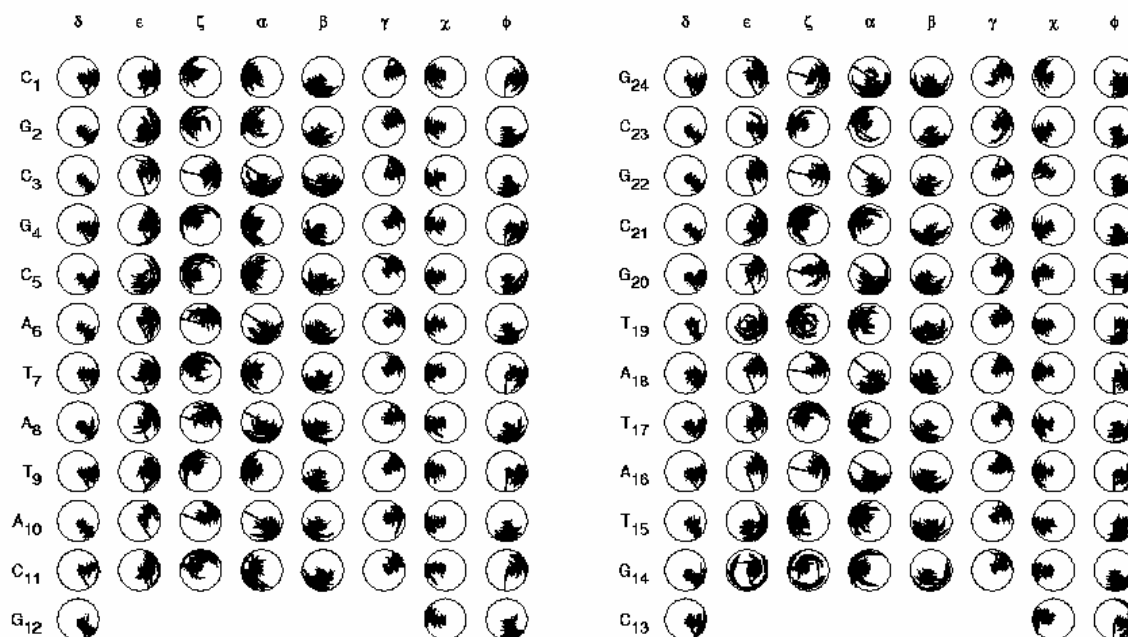 δ ε ζ α β γ χ ϕ δ ε ζ α β γ χ ϕ
C1 G24
G2 C23
C3 G22
G4 C21
C5 G20
A6 T19
T7 A18
A8 T17
T9 A16
A10 T15
C11 G14
G12 C13